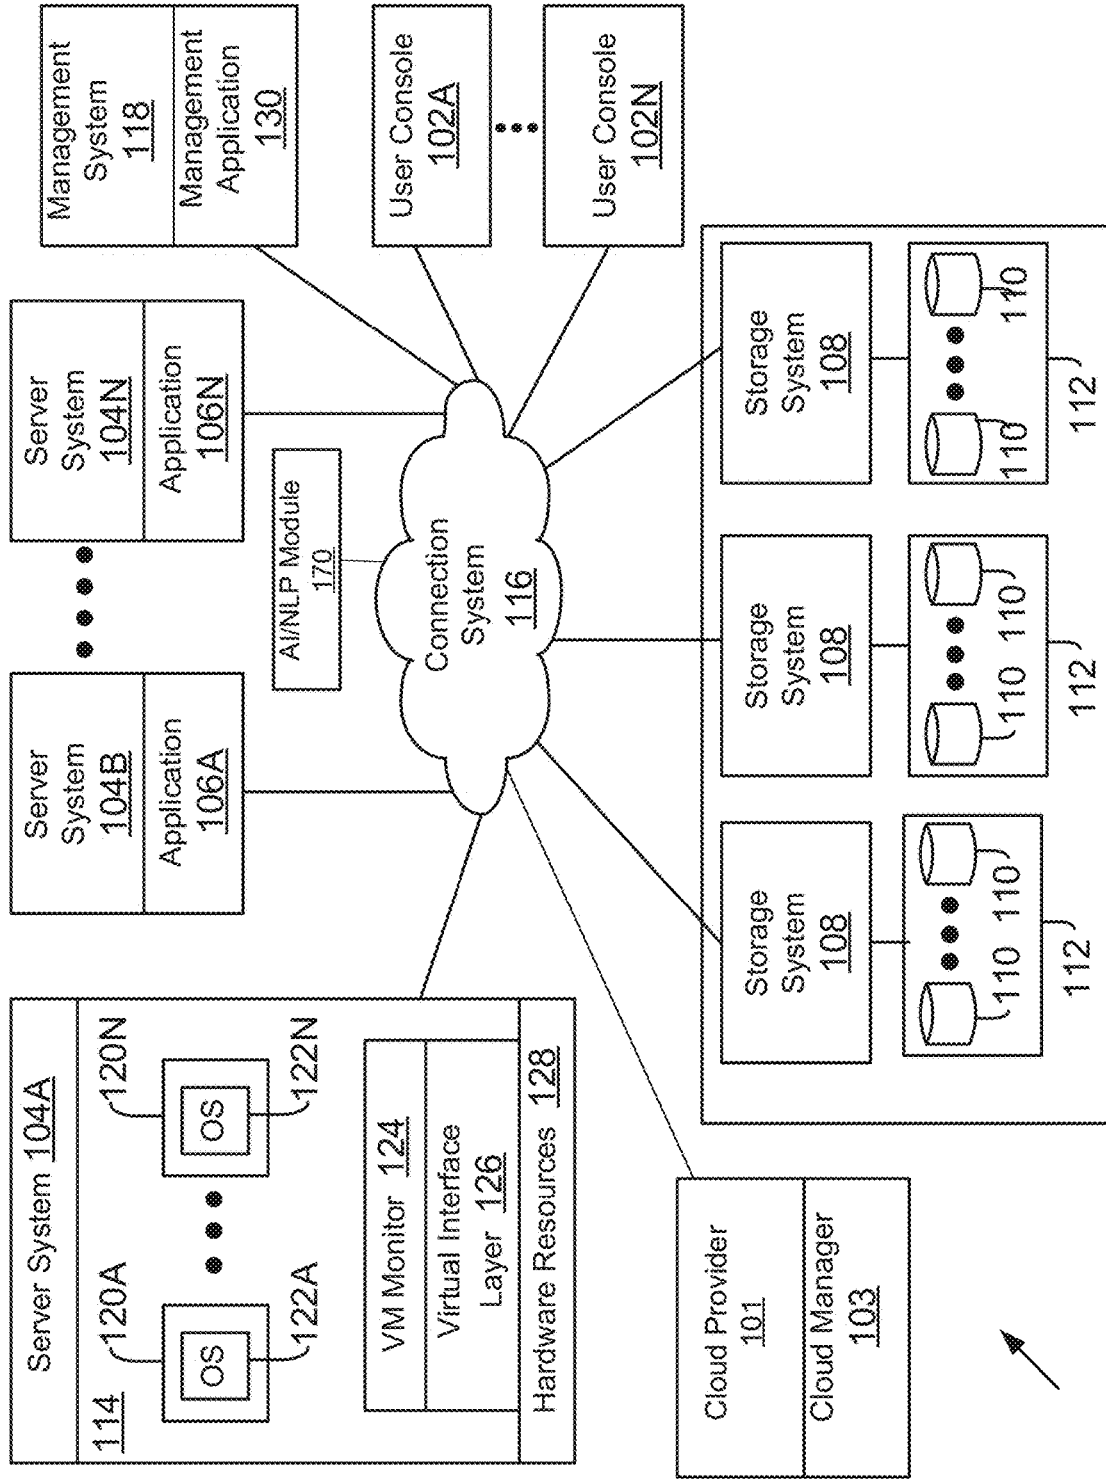 Server System 104A
114
120A
120N
OS
OS
122A
122N
VM Monitor 124
Virtual Interface
Layer 126
Hardware Resources 128
Server
System
104B
Application
106A
Server
System
104N
Application
106N
Management
System
118
Management
Application
130
AI/NLP Module
170
Connection
System
116
User Console
102A
User Console
102N
Cloud Provider
101
Cloud Manager
103
Storage
System
108
110
110
112
Storage
System
108
110
110
112
Storage
System
108
110
110
112